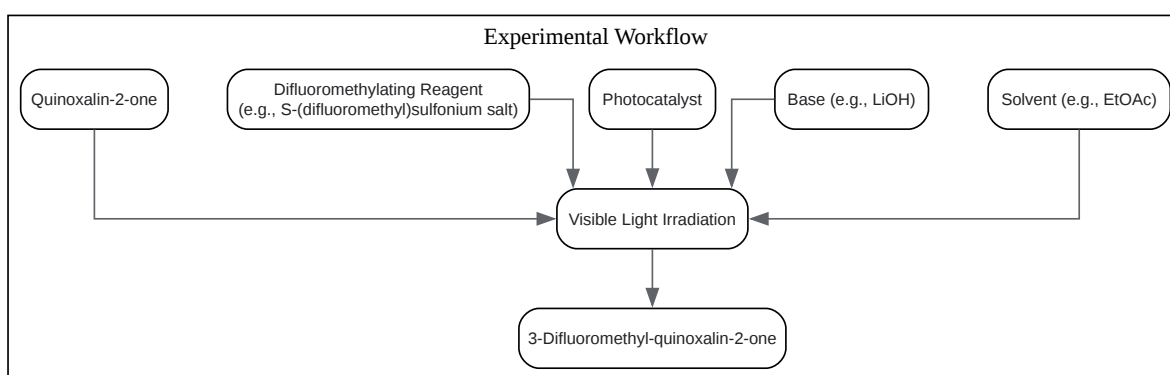 Experimental Workflow
Quinoxalin-2-one
Difluoromethylating Reagent
(e.g., S-(difluoromethyl)sulfonium salt)
Photocatalyst
Base (e.g., LiOH)
Solvent (e.g., EtOAc)
Visible Light Irradiation
3-Difluoromethyl-quinoxalin-2-one